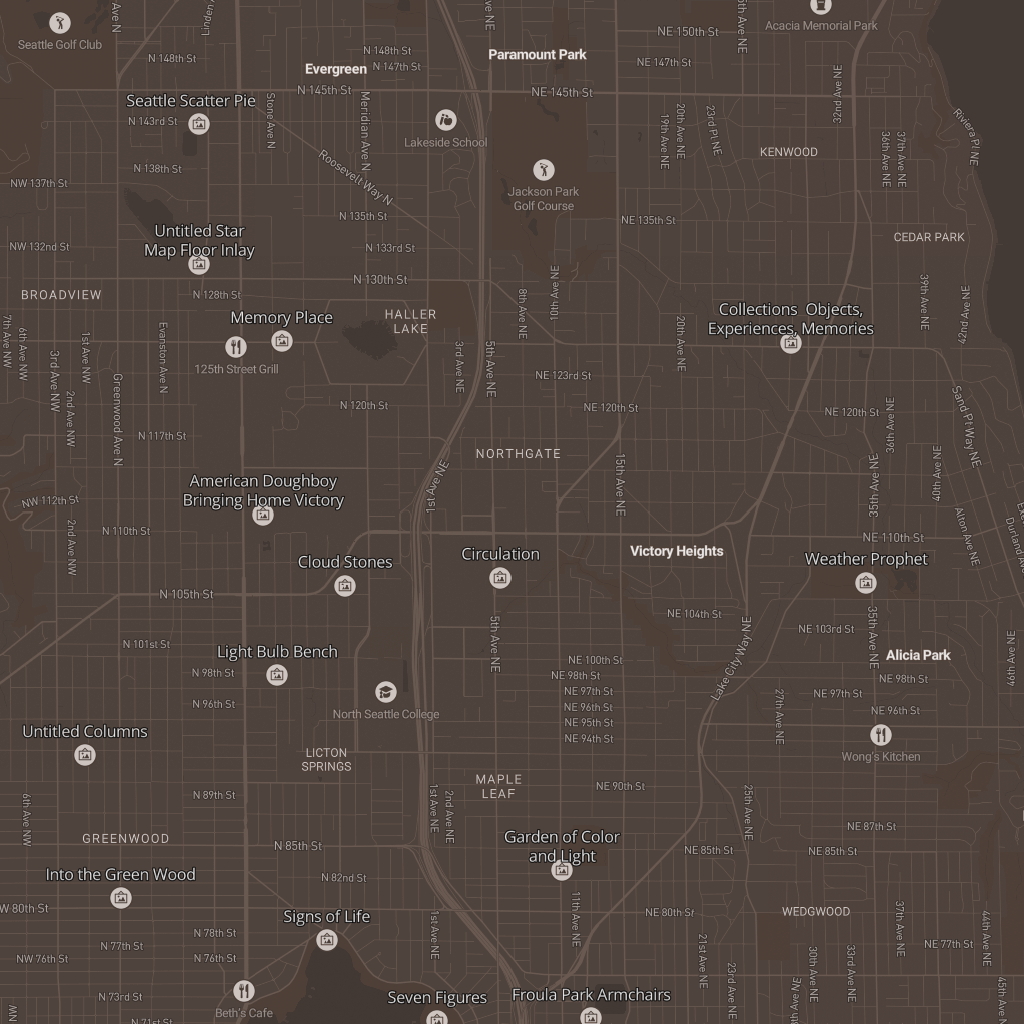 Ave N
Linden
ve NE
5th Ave NE
Acacia Memorial Park
Seattle Golf Club
NE 150th St
N 148th St
N 148th St
N 147th St
Evergreen
Paramount Park
NE 147th St
N 145th St
NE 145th St
32nd Ave NE
Seattle Scatter Pie
N 143rd St
Stone Ave N
Meridian Ave N
Lakeside School
19th Ave NE
20th Ave NE
23rd Pl NE
Riviera Pl NE
KENWOOD
36th Ave NE
37th Ave NE
N 138th St
Roosevelt Way N
Jackson Park
Golf Course
NW 137th St
N 135th St
NE 135th St
Untitled Star
Map Floor Inlay
NW 132nd St
N 133rd St
CEDAR PARK
N 130th St
BROADVIEW
N 128th St
8th Ave NE
10th Ave NE
39th Ave NE
42nd Ave NE
Memory Place
HALLER
LAKE
Collections Objects,
Experiences, Memories
20th Ave NE
7th Ave NW
6th Ave NW
1st Ave NW
Evanston Ave N
125th Street Grill
3rd Ave NE
5th Ave NE
3rd Ave NW
2nd Ave NW
Greenwood Ave N
NE 123rd St
N 120th St
NE 120th St
NE 120th St
36th Ave NE
Sand Pt Way NE
N 117th St
NORTHGATE
1st Ave NE
15th Ave NE
35th Ave NE
40th Ave NE
American Doughboy
Bringing Home Victory
NW 112th St
2nd Ave NW
N 110th St
NE 110th St
Alton Ave NE
Durland Ave NE
Cloud Stones
Circulation
Victory Heights
Weather Prophet
N 105th St
NE 104th St
5th Ave NE
Lake City Way NE
NE 103rd St
35th Ave NE
46th Ave NE
N 101st St
Light Bulb Bench
Alicia Park
NE 100th St
N 98th St
NE 98th St
NE 98th St
NE 97th St
27th Ave NE
NE 97th St
N 96th St
NE 96th St
NE 96th St
North Seattle College
NE 95th St
Untitled Columns
NE 94th St
Wong's Kitchen
LICTON
SPRINGS
MAPLE
LEAF
NE 90th St
N 89th St
6th Ave NW
1st Ave NE
2nd Ave NE
25th Ave NE
GREENWOOD
NE 87th St
N 85th St
Garden of Color
and Light
NE 85th St
NE 85th St
Into the Green Wood
N 82nd St
W 80th St
Signs of Life
1st Ave NE
11th Ave NE
NE 80th St
WEDGWOOD
37th Ave NE
44th Ave NE
N 78th St
N 77th St
NE 77th St
NW 76th St
N 76th St
21st Ave NE
23rd Ave NE
30th Ave NE
33rd Ave NE
45th Ave
N 73rd St
Beth's Cafe
Seven Figures
Froula Park Armchairs
NW
N 71st St